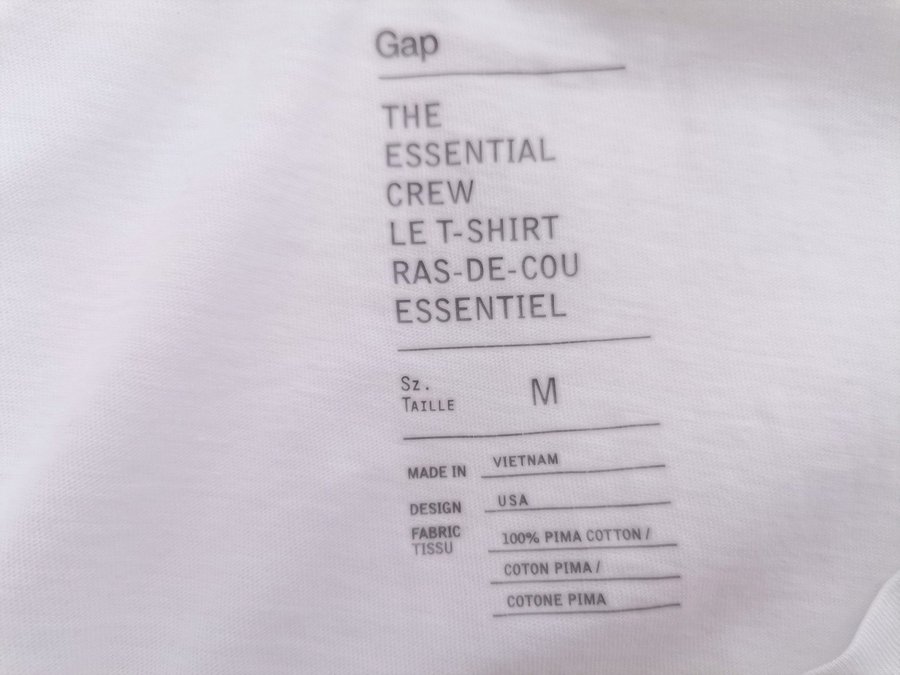 Gap
THE
ESSENTIAL
CREW
LE T-SHIRT
RAS-DE-COU
ESSENTIEL
Sz.
TAILLE M
MADE IN VIETNAM
DESIGN USA
FABRIC 100% PIMA COTTON /
TISSU
COTON PIMA /
COTONE PIMA